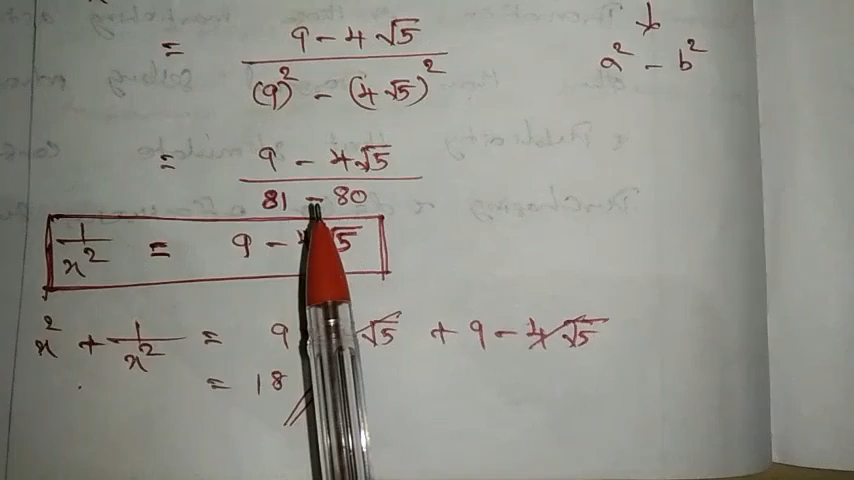 = 9 - 4√5 / (9)² - (4√5)²
a² - b²
= 9 - 4√5 / 81 - 80
1/x² = 9 - 4√5
x² + 1/x² = 9 √5 + 9 - 4√5
= 18